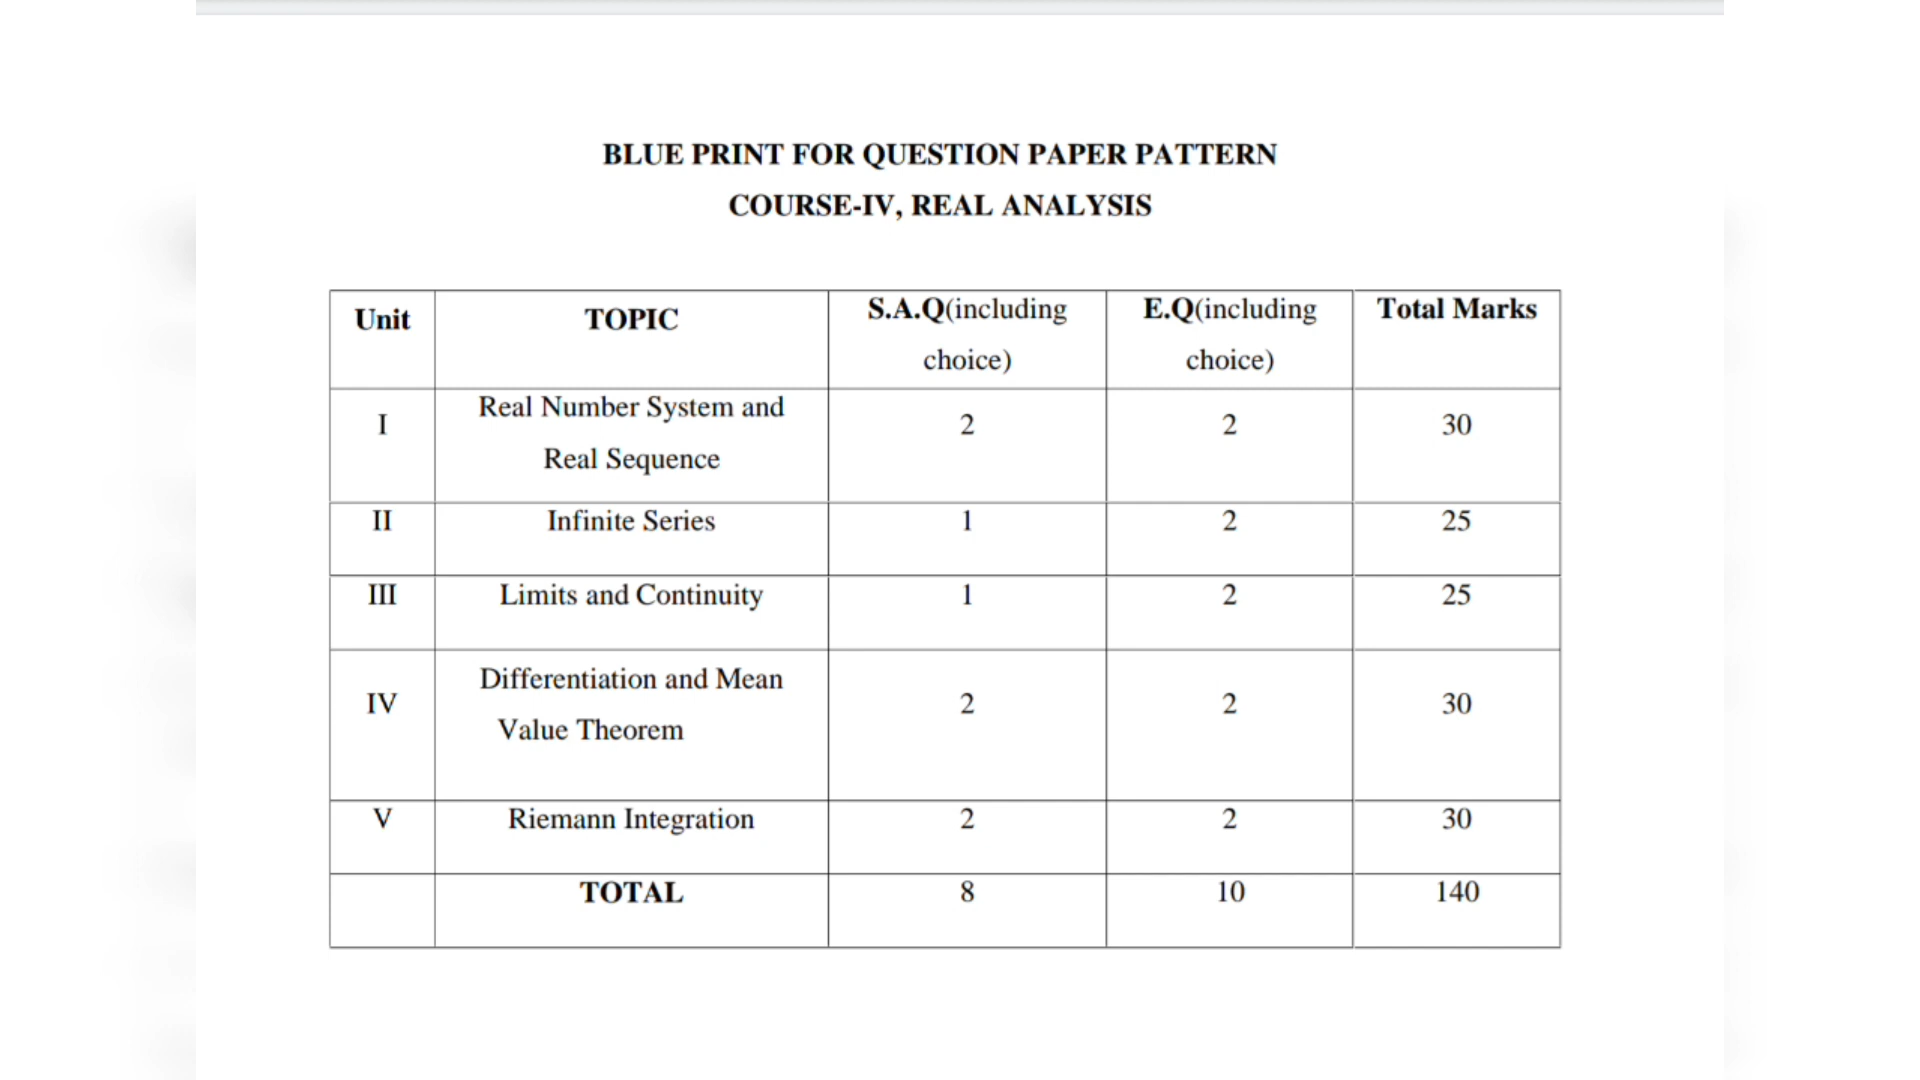 BLUE PRINT FOR QUESTION PAPER PATTERN
COURSE-IV, REAL ANALYSIS
Unit TOPIC S.A.Q(including choice) E.Q(including choice) Total Marks
I Real Number System and Real Sequence 2 2 30
II Infinite Series 1 2 25
III Limits and Continuity 1 2 25
IV Differentiation and Mean Value Theorem 2 2 30
V Riemann Integration 2 2 30
TOTAL 8 10 140